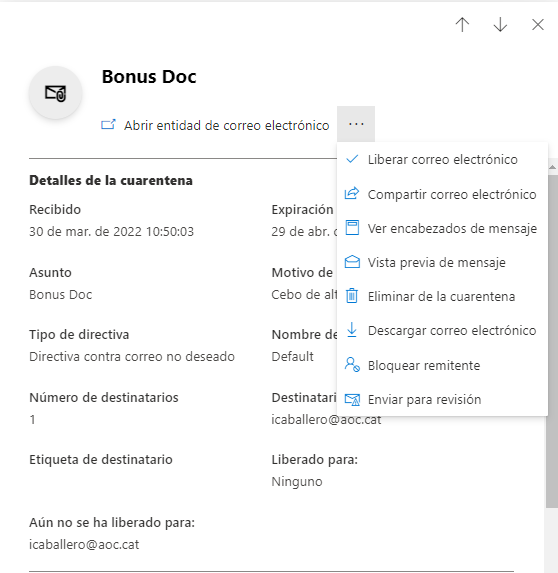 Bonus Doc
Abrir entidad de correo electrónico
...
Liberar correo electrónico
Compartir correo electrónico
Ver encabezados de mensaje
Vista previa de mensaje
Eliminar de la cuarentena
Descargar correo electrónico
Bloquear remitente
Enviar para revisión
Detalles de la cuarentena
Recibido
30 de mar. de 2022 10:50:03
Expiración
29 de abr. d
Asunto
Bonus Doc
Motivo de
Cebo de alt
Tipo de directiva
Directiva contra correo no deseado
Nombre de
Default
Número de destinatarios
1
Destinatari
icaballero@aoc.cat
Etiqueta de destinatario
Liberado para:
Ninguno
Aún no se ha liberado para:
icaballero@aoc.cat